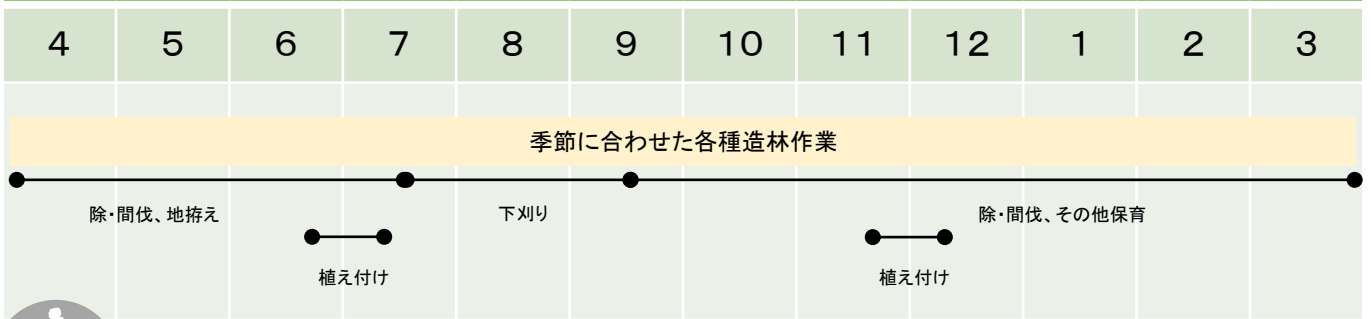 4 5 6 7 8 9 10 11 12 1 2 3
季節に合わせた各種造林作業
除・間伐、地拵え 下刈り 除・間伐、その他保育
植え付け 植え付け